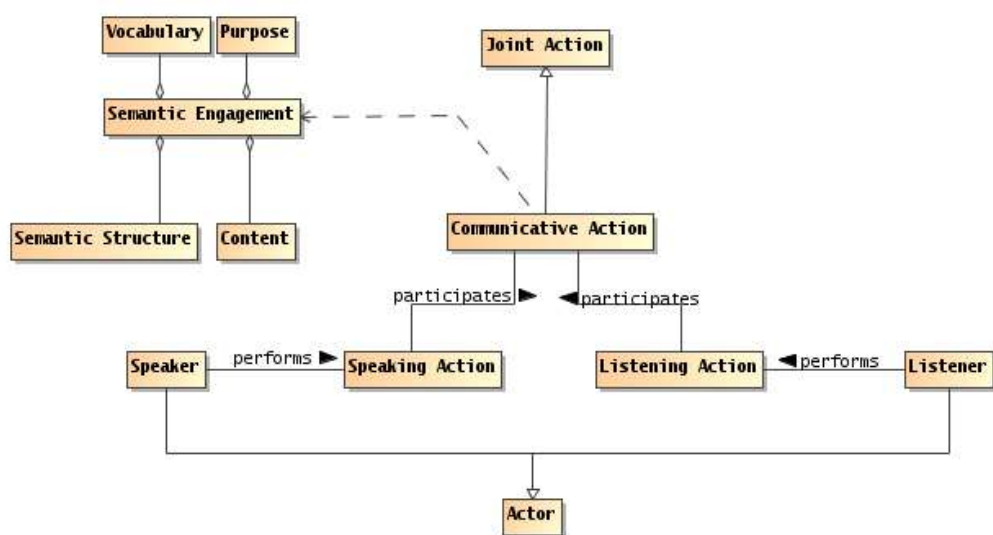 Vocabulary
Purpose
Joint Action
Semantic Engagement
Semantic Structure
Content
Communicative Action
participates
participates
Speaker
performs
Speaking Action
Listening Action
performs
Listener
Actor